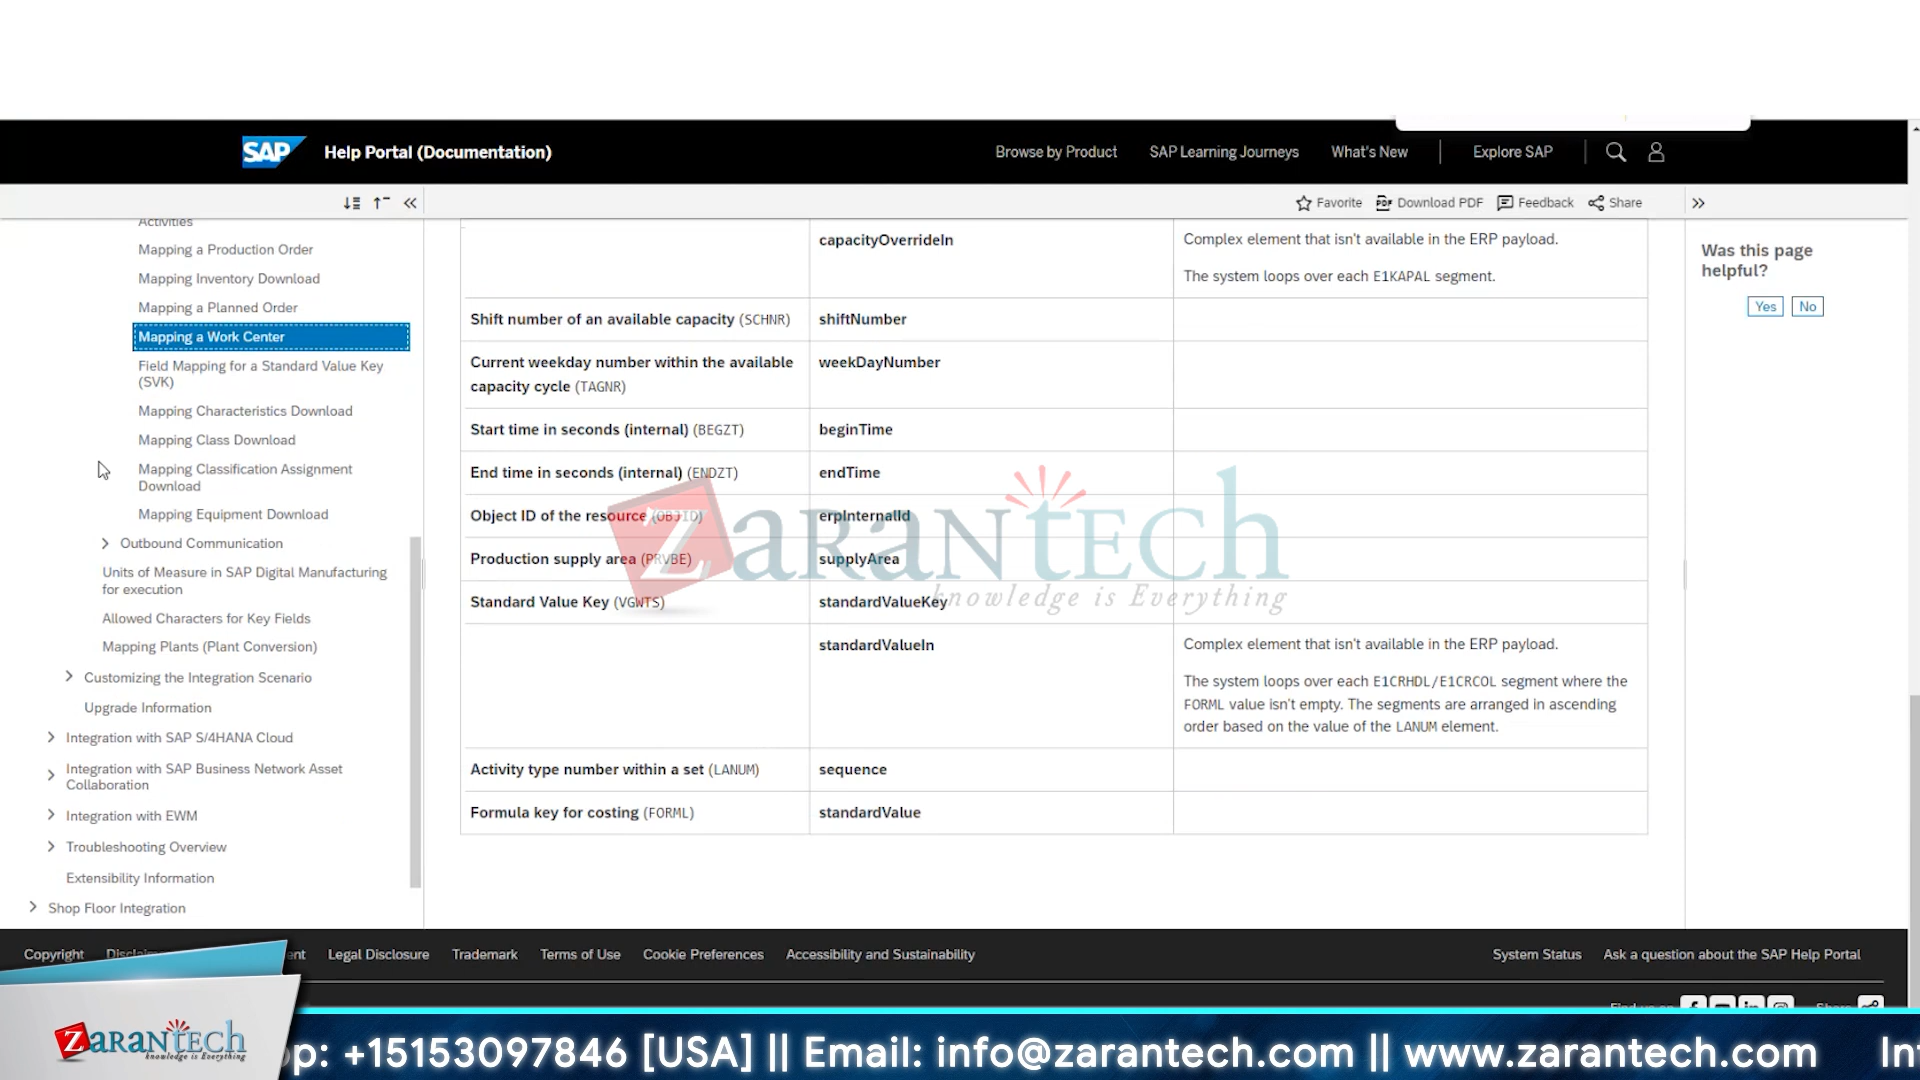 SAP Help Portal (Documentation)
Browse by Product SAP Learning Journeys What's New Explore SAP
Favorite PDF Download PDF Feedback Share
Activities
Mapping a Production Order
Mapping Inventory Download
Mapping a Planned Order
Mapping a Work Center
Field Mapping for a Standard Value Key
(SVK)
Mapping Characteristics Download
Mapping Class Download
Mapping Classification Assignment
Download
Mapping Equipment Download
Outbound Communication
Units of Measure in SAP Digital Manufacturing
for execution
Allowed Characters for Key Fields
Mapping Plants (Plant Conversion)
Customizing the Integration Scenario
Upgrade Information
Integration with SAP S/4HANA Cloud
Integration with SAP Business Network Asset
Collaboration
Integration with EWM
Troubleshooting Overview
Extensibility Information
Shop Floor Integration
capacityOverrideIn
Complex element that isn't available in the ERP payload.
The system loops over each E1KAPAL segment.
Shift number of an available capacity (SCHNR)
shiftNumber
Current weekday number within the available
capacity cycle (TAGNR)
weekDayNumber
Start time in seconds (internal) (BEGZT)
beginTime
End time in seconds (internal) (ENDZT)
endTime
Object ID of the resource (OBJID)
erpInternalId
Production supply area (PRVBE)
supplyArea
Standard Value Key (VGWTS)
standardValueKey
standardValueIn
Complex element that isn't available in the ERP payload.
The system loops over each E1CRHDL/E1CRCOL segment where the
FORML value isn't empty. The segments are arranged in ascending
order based on the value of the LANUM element.
Activity type number within a set (LANUM)
sequence
Formula key for costing (FORML)
standardValue
ZaranTech
knowledge is Everything
Was this page
helpful?
Yes No
Copyright Legal Disclosure Trademark Terms of Use Cookie Preferences Accessibility and Sustainability
System Status Ask a question about the SAP Help Portal
ZaranTech
knowledge is Everything
+15153097846 [USA] || Email: info@zarantech.com || www.zarantech.com